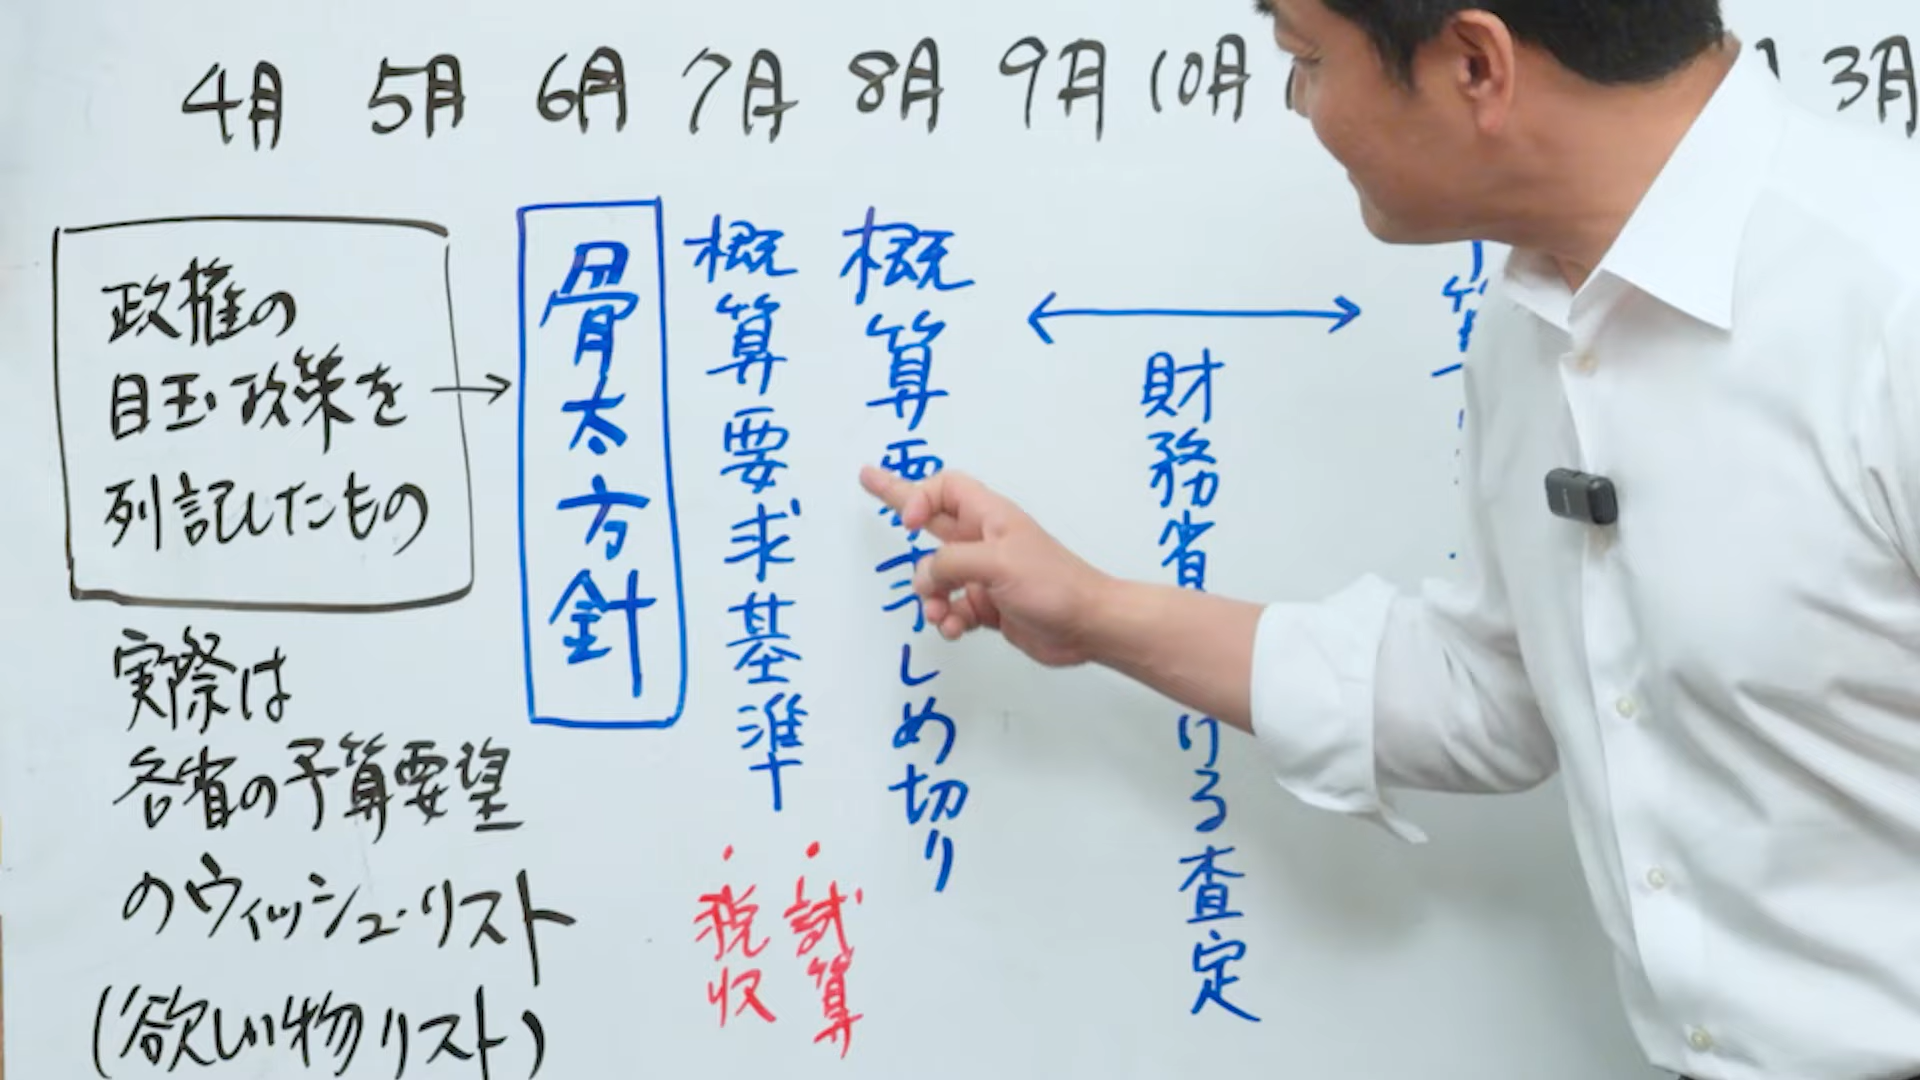 4月 5月 6月 7月 8月 9月 10月 3月
政権の
目玉政策を
列記したもの
実際は
各省の予算要望
のウィッシュ・リスト
(欲しい物リスト)
骨太方針
概算要求基準
・試算
・税収
概算要求しめ切り
財務省ける査定